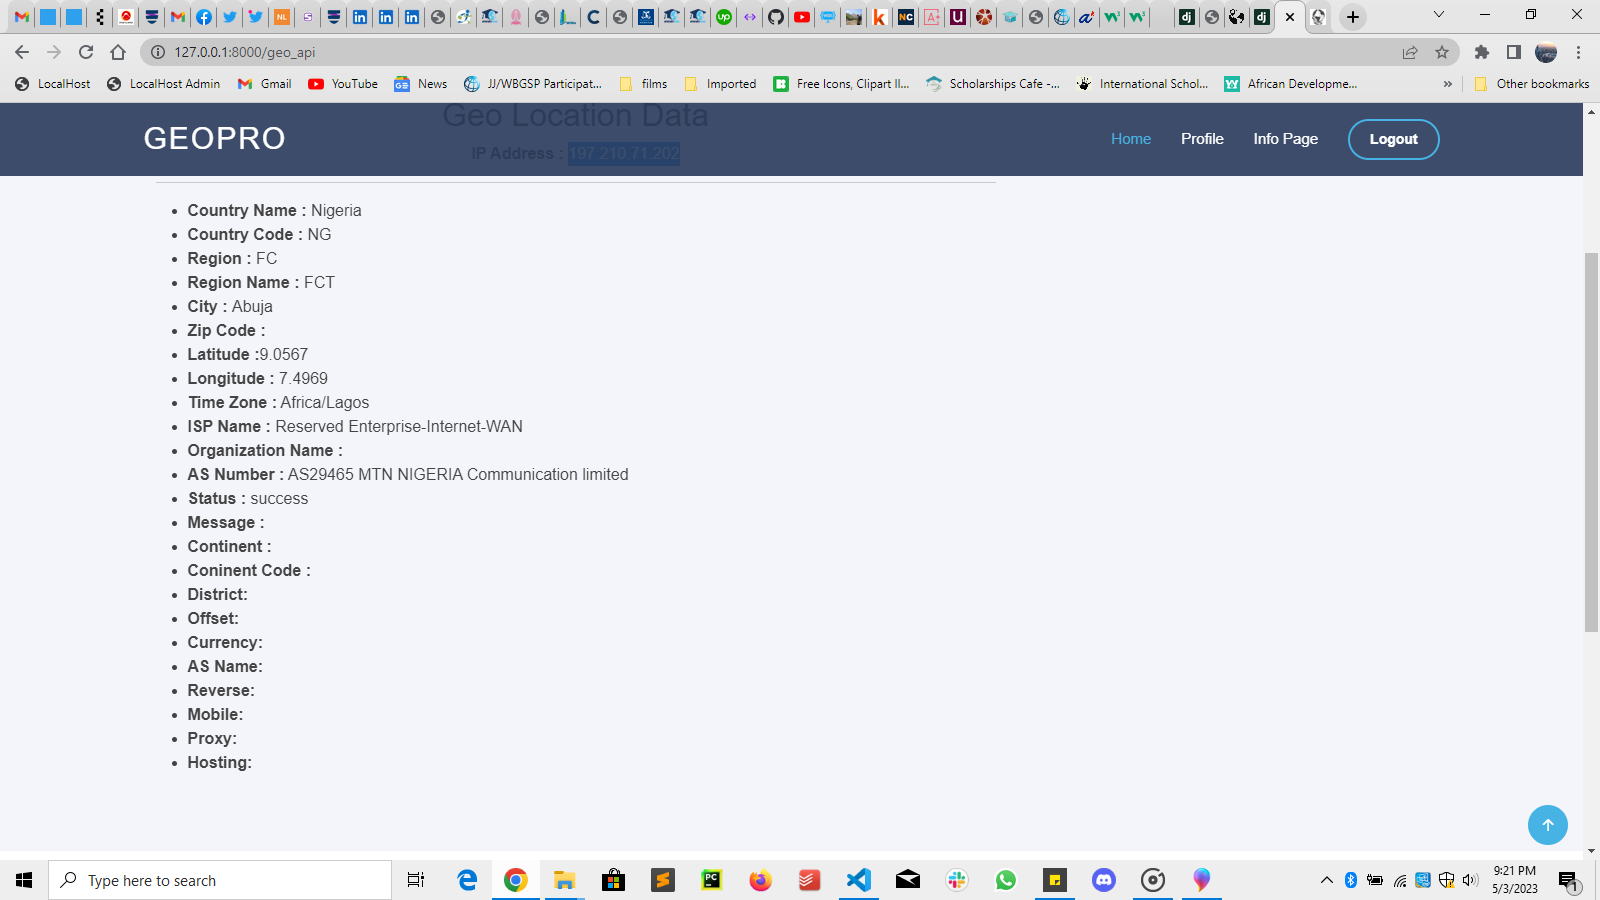 127.0.0.1:8000/geo_api
LocalHost
LocalHost Admin
Gmail
YouTube
News
JJ/WBGSP Participat...
films
Imported
Free Icons, Clipart Il...
Scholarships Cafe -...
International Schol...
African Developme...
»
Other bookmarks
Geo Location Data
GEOPRO
IP Address : 197.210.71.202
Home
Profile
Info Page
Logout
Country Name : Nigeria
Country Code : NG
Region : FC
Region Name : FCT
City : Abuja
Zip Code :
Latitude :9.0567
Longitude : 7.4969
Time Zone : Africa/Lagos
ISP Name : Reserved Enterprise-Internet-WAN
Organization Name :
AS Number : AS29465 MTN NIGERIA Communication limited
Status : success
Message :
Continent :
Coninent Code :
District:
Offset:
Currency:
AS Name:
Reverse:
Mobile:
Proxy:
Hosting:
Type here to search
9:21 PM
5/3/2023
1